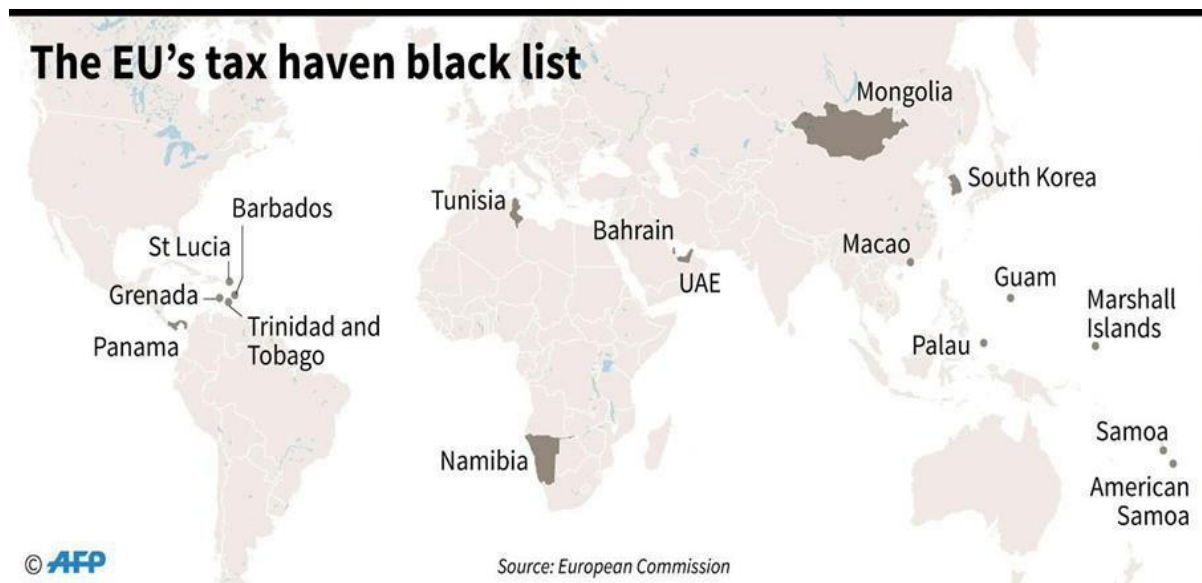 The EU's tax haven black list
Mongolia
South Korea
Tunisia
Barbados
Bahrain
St Lucia
Macao
UAE
Guam
Grenada
Marshall
Islands
Trinidad and
Tobago
Panama
Palau
Samoa
Namibia
American
Samoa
© AFP
Source: European Commission